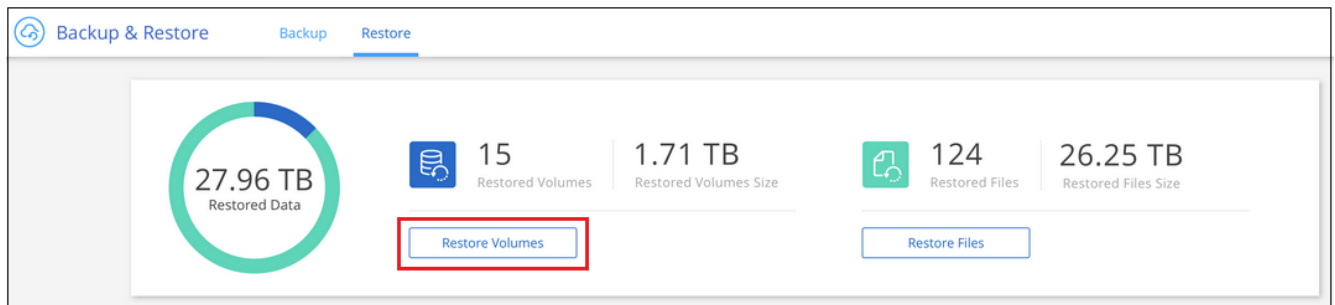 Backup & Restore Backup Restore
27.96 TB
Restored Data
15
Restored Volumes
1.71 TB
Restored Volumes Size
Restore Volumes
124
Restored Files
26.25 TB
Restored Files Size
Restore Files